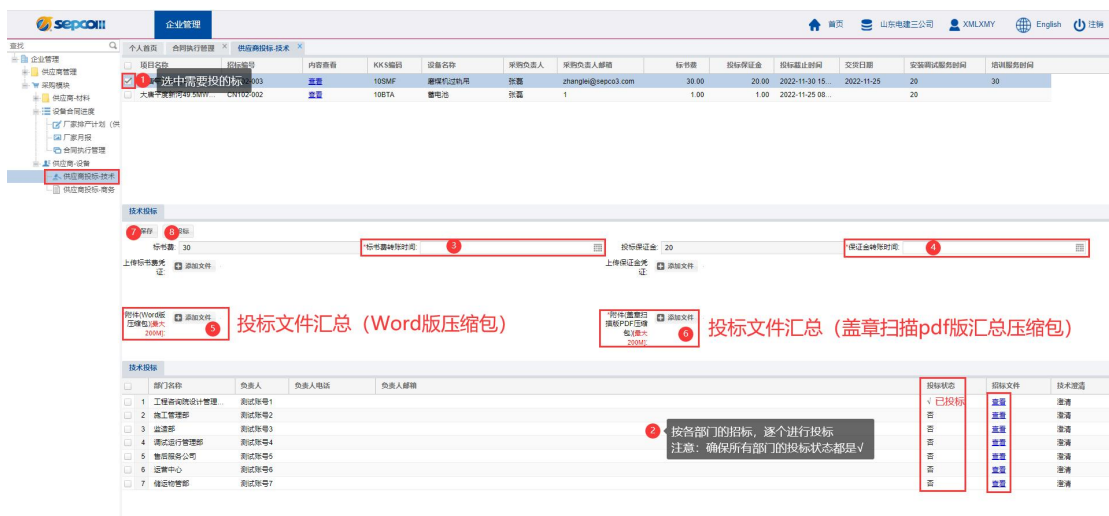 sepcoIII 企业管理 首页 山东电建三公司 XMLXMY English 注销
查找 个人首页 合同执行管理 × 供应商投标-技术 ×
企业管理
供应商管理
采购模块
供应商-材料
设备合同进度
厂家排产计划（供
厂家月报
合同执行管理
供应商-设备
供应商投标-技术
供应商投标-商务
项目名称 招标编号 内容查看 KKS编码 设备名称 采购负责人 采购负责人邮箱 标书费 投标保证金 投标截止时间 交货日期 安装调试服务时间 培训服务时间
1 选中需要投的标 02-003 查看 10SMF 磨煤机过轨吊 张磊 zhanglei@sepco3.com 30.00 20.00 2022-11-30 15... 2022-11-25 20 30
大唐平度新河49.5MW... CN102-002 查看 10BTA 蓄电池 张磊 1 1.00 1.00 2022-11-25 08... 20
技术投标
7 保存 8 投标
标书费: 30 *标书费转账时间: 3 投标保证金: 20 *保证金转账时间: 4
上传标书费凭证: 添加文件 上传保证金凭证: 添加文件
附件(Word版压缩包)(最大200M): 添加文件 5 投标文件汇总（Word版压缩包）
*附件(盖章扫描版PDF压缩包)(最大200M): 添加文件 6 投标文件汇总（盖章扫描pdf版汇总压缩包）
技术投标
部门名称 负责人 负责人电话 负责人邮箱 投标状态 招标文件 技术澄清
1 工程咨询院设计管理... 测试账号1 √ 已投标 查看 澄清
2 施工管理部 测试账号2 否 查看 澄清
3 监造部 测试账号3 否 查看 澄清
4 调试运行管理部 测试账号4 否 查看 澄清
5 售后服务公司 测试账号5 否 查看 澄清
6 运营中心 测试账号6 否 查看 澄清
7 储运物管部 测试账号7 否 查看 澄清
2 按各部门的招标，逐个进行投标
注意：确保所有部门的投标状态都是√